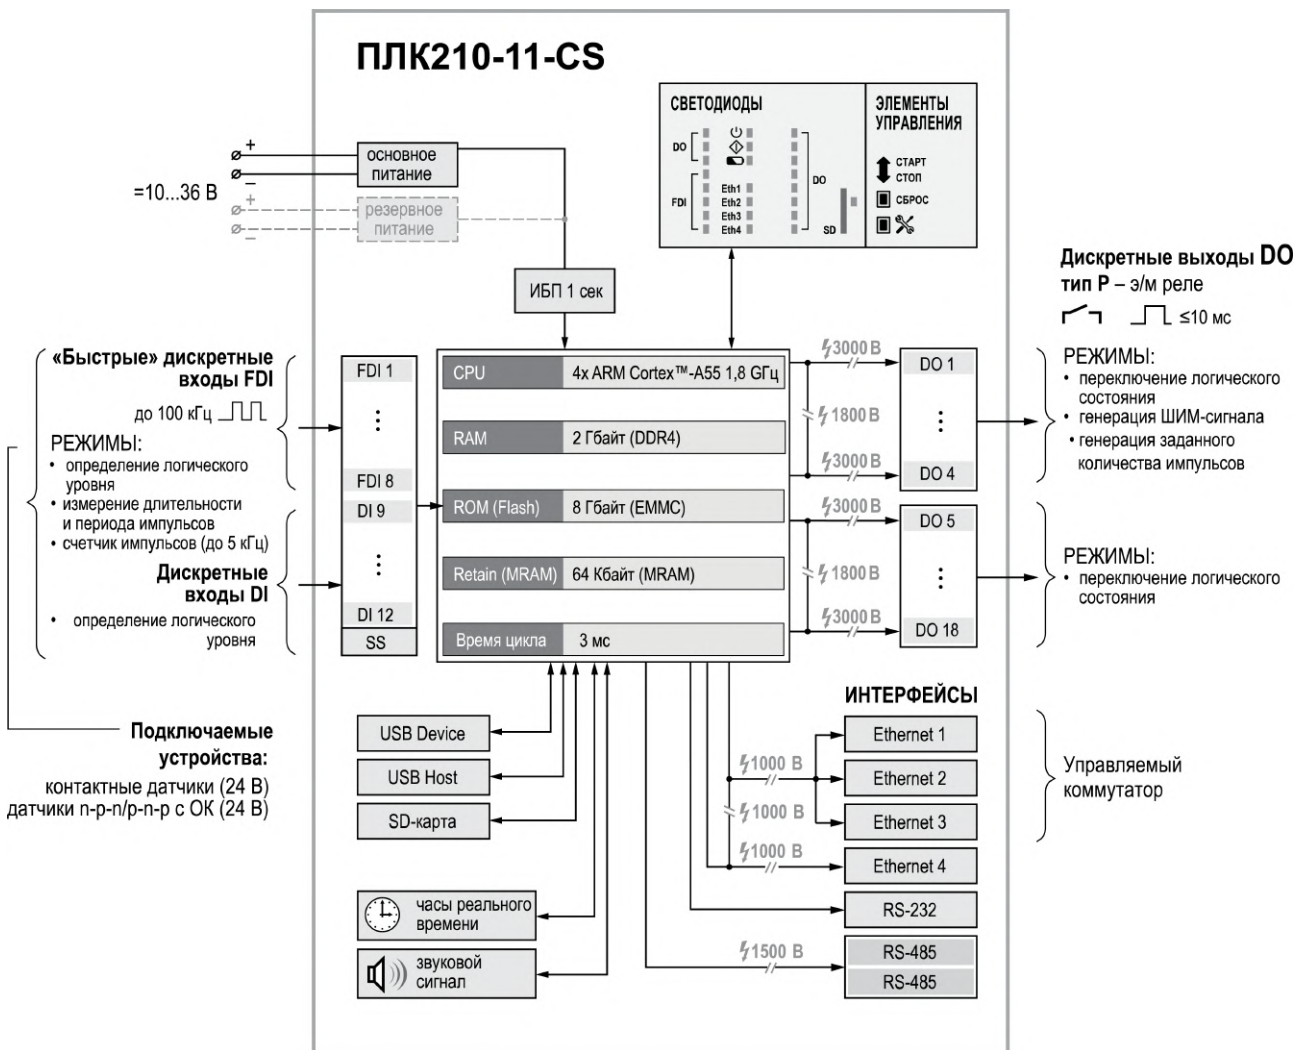 ПЛК210-11-CS
СВЕТОДИОДЫ
DO
FDI
Eth1
Eth2
Eth3
Eth4
DO
SD
ЭЛЕМЕНТЫ
УПРАВЛЕНИЯ
СТАРТ
СТОП
СБРОС
=10...36 В
+
−
основное
питание
+
−
резервное
питание
ИБП 1 сек
Дискретные выходы DO
тип Р – э/м реле
≤10 мс
«Быстрые» дискретные
входы FDI
до 100 кГц
РЕЖИМЫ:
• определение логического
уровня
• измерение длительности
и периода импульсов
• счетчик импульсов (до 5 кГц)
Дискретные
входы DI
• определение логического
уровня
Подключаемые
устройства:
контактные датчики (24 В)
датчики n-p-n/p-n-p с ОК (24 В)
FDI 1
FDI 8
DI 9
DI 12
SS
CPU 4x ARM Cortex™-A55 1,8 ГГц
RAM 2 Гбайт (DDR4)
ROM (Flash) 8 Гбайт (EMMC)
Retain (MRAM) 64 Кбайт (MRAM)
Время цикла 3 мс
3000 В
1800 В
3000 В
3000 В
1800 В
3000 В
DO 1
DO 4
DO 5
DO 18
РЕЖИМЫ:
• переключение логического
состояния
• генерация ШИМ-сигнала
• генерация заданного
количества импульсов
РЕЖИМЫ:
• переключение логического
состояния
USB Device
USB Host
SD-карта
часы реального
времени
звуковой
сигнал
ИНТЕРФЕЙСЫ
1000 В
1000 В
1000 В
1500 В
Ethernet 1
Ethernet 2
Ethernet 3
Ethernet 4
RS-232
RS-485
RS-485
Управляемый
коммутатор